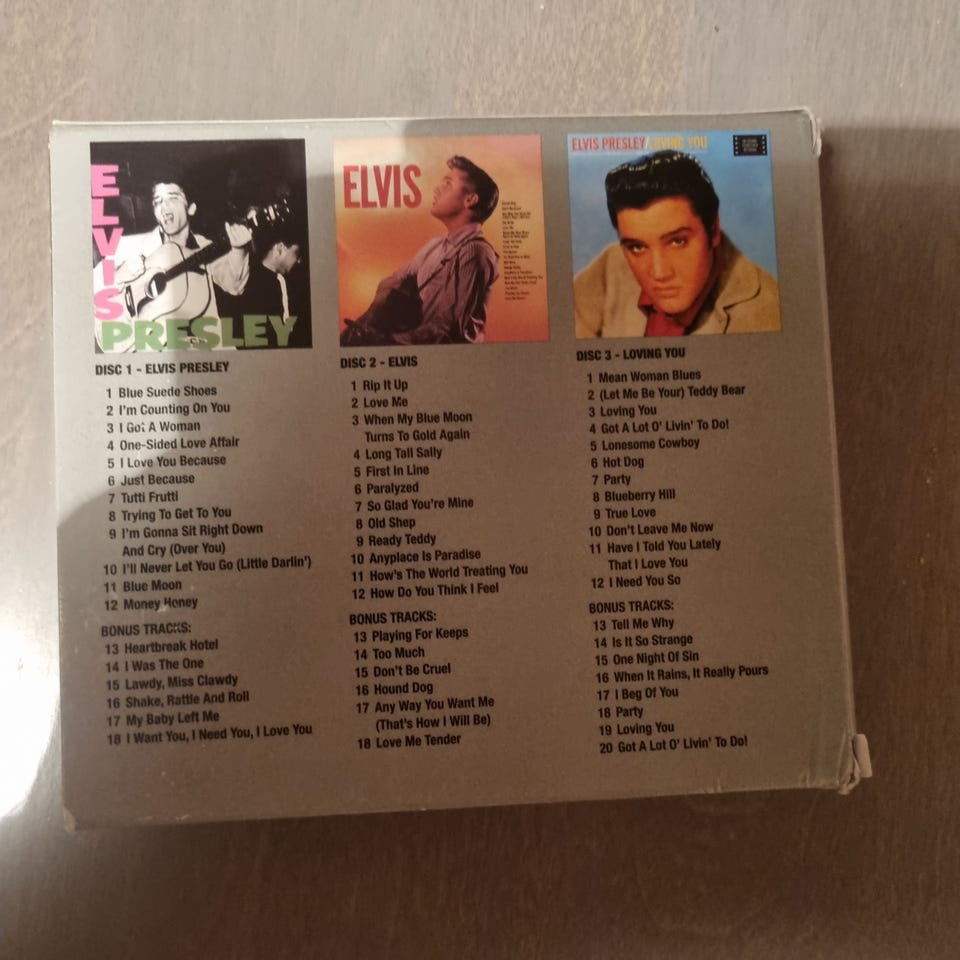 ELVIS
PRESLEY
DISC 1 - ELVIS PRESLEY
1 Blue Suede Shoes
2 I'm Counting On You
3 I Got A Woman
4 One-Sided Love Affair
5 I Love You Because
6 Just Because
7 Tutti Frutti
8 Trying To Get To You
9 I'm Gonna Sit Right Down
And Cry (Over You)
10 I'll Never Let You Go (Little Darlin')
11 Blue Moon
12 Money Honey
BONUS TRACKS:
13 Heartbreak Hotel
14 I Was The One
15 Lawdy, Miss Clawdy
16 Shake, Rattle And Roll
17 My Baby Left Me
18 I Want You, I Need You, I Love You
ELVIS
DISC 2 - ELVIS
1 Rip It Up
2 Love Me
3 When My Blue Moon
Turns To Gold Again
4 Long Tall Sally
5 First In Line
6 Paralyzed
7 So Glad You're Mine
8 Old Shep
9 Ready Teddy
10 Anyplace Is Paradise
11 How's The World Treating You
12 How Do You Think I Feel
BONUS TRACKS:
13 Playing For Keeps
14 Too Much
15 Don't Be Cruel
16 Hound Dog
17 Any Way You Want Me
(That's How I Will Be)
18 Love Me Tender
ELVIS PRESLEY/LOVING YOU
DISC 3 - LOVING YOU
1 Mean Woman Blues
2 (Let Me Be Your) Teddy Bear
3 Loving You
4 Got A Lot O' Livin' To Do!
5 Lonesome Cowboy
6 Hot Dog
7 Party
8 Blueberry Hill
9 True Love
10 Don't Leave Me Now
11 Have I Told You Lately
That I Love You
12 I Need You So
BONUS TRACKS:
13 Tell Me Why
14 Is It So Strange
15 One Night Of Sin
16 When It Rains, It Really Pours
17 I Beg Of You
18 Party
19 Loving You
20 Got A Lot O' Livin' To Do!